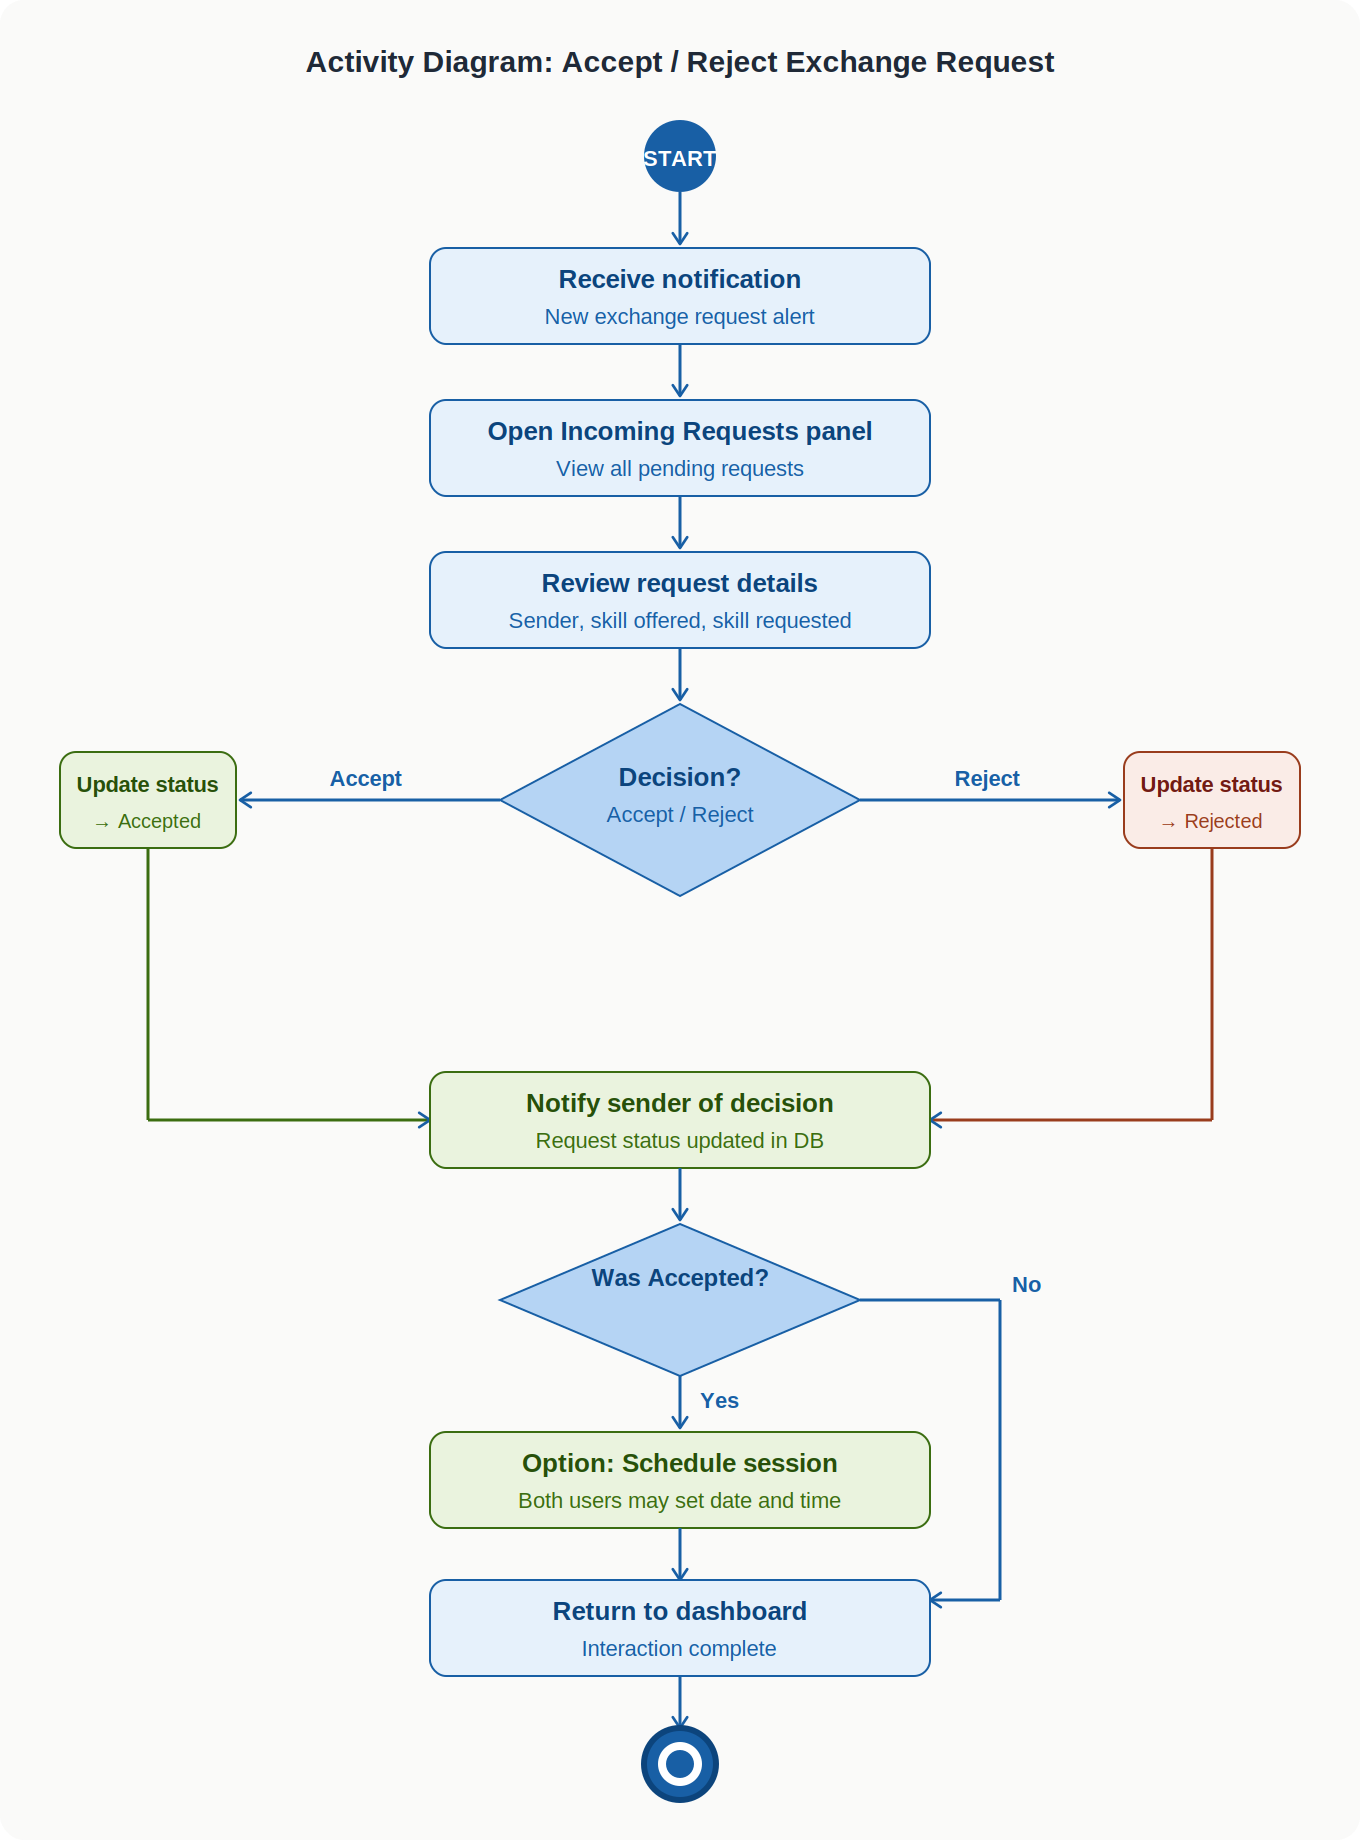 Activity Diagram: Accept / Reject Exchange Request
START
Receive notification
New exchange request alert
Open Incoming Requests panel
View all pending requests
Review request details
Sender, skill offered, skill requested
Decision?
Accept / Reject
Accept
Reject
Update status
→ Accepted
Update status
→ Rejected
Notify sender of decision
Request status updated in DB
Was Accepted?
No
Yes
Option: Schedule session
Both users may set date and time
Return to dashboard
Interaction complete